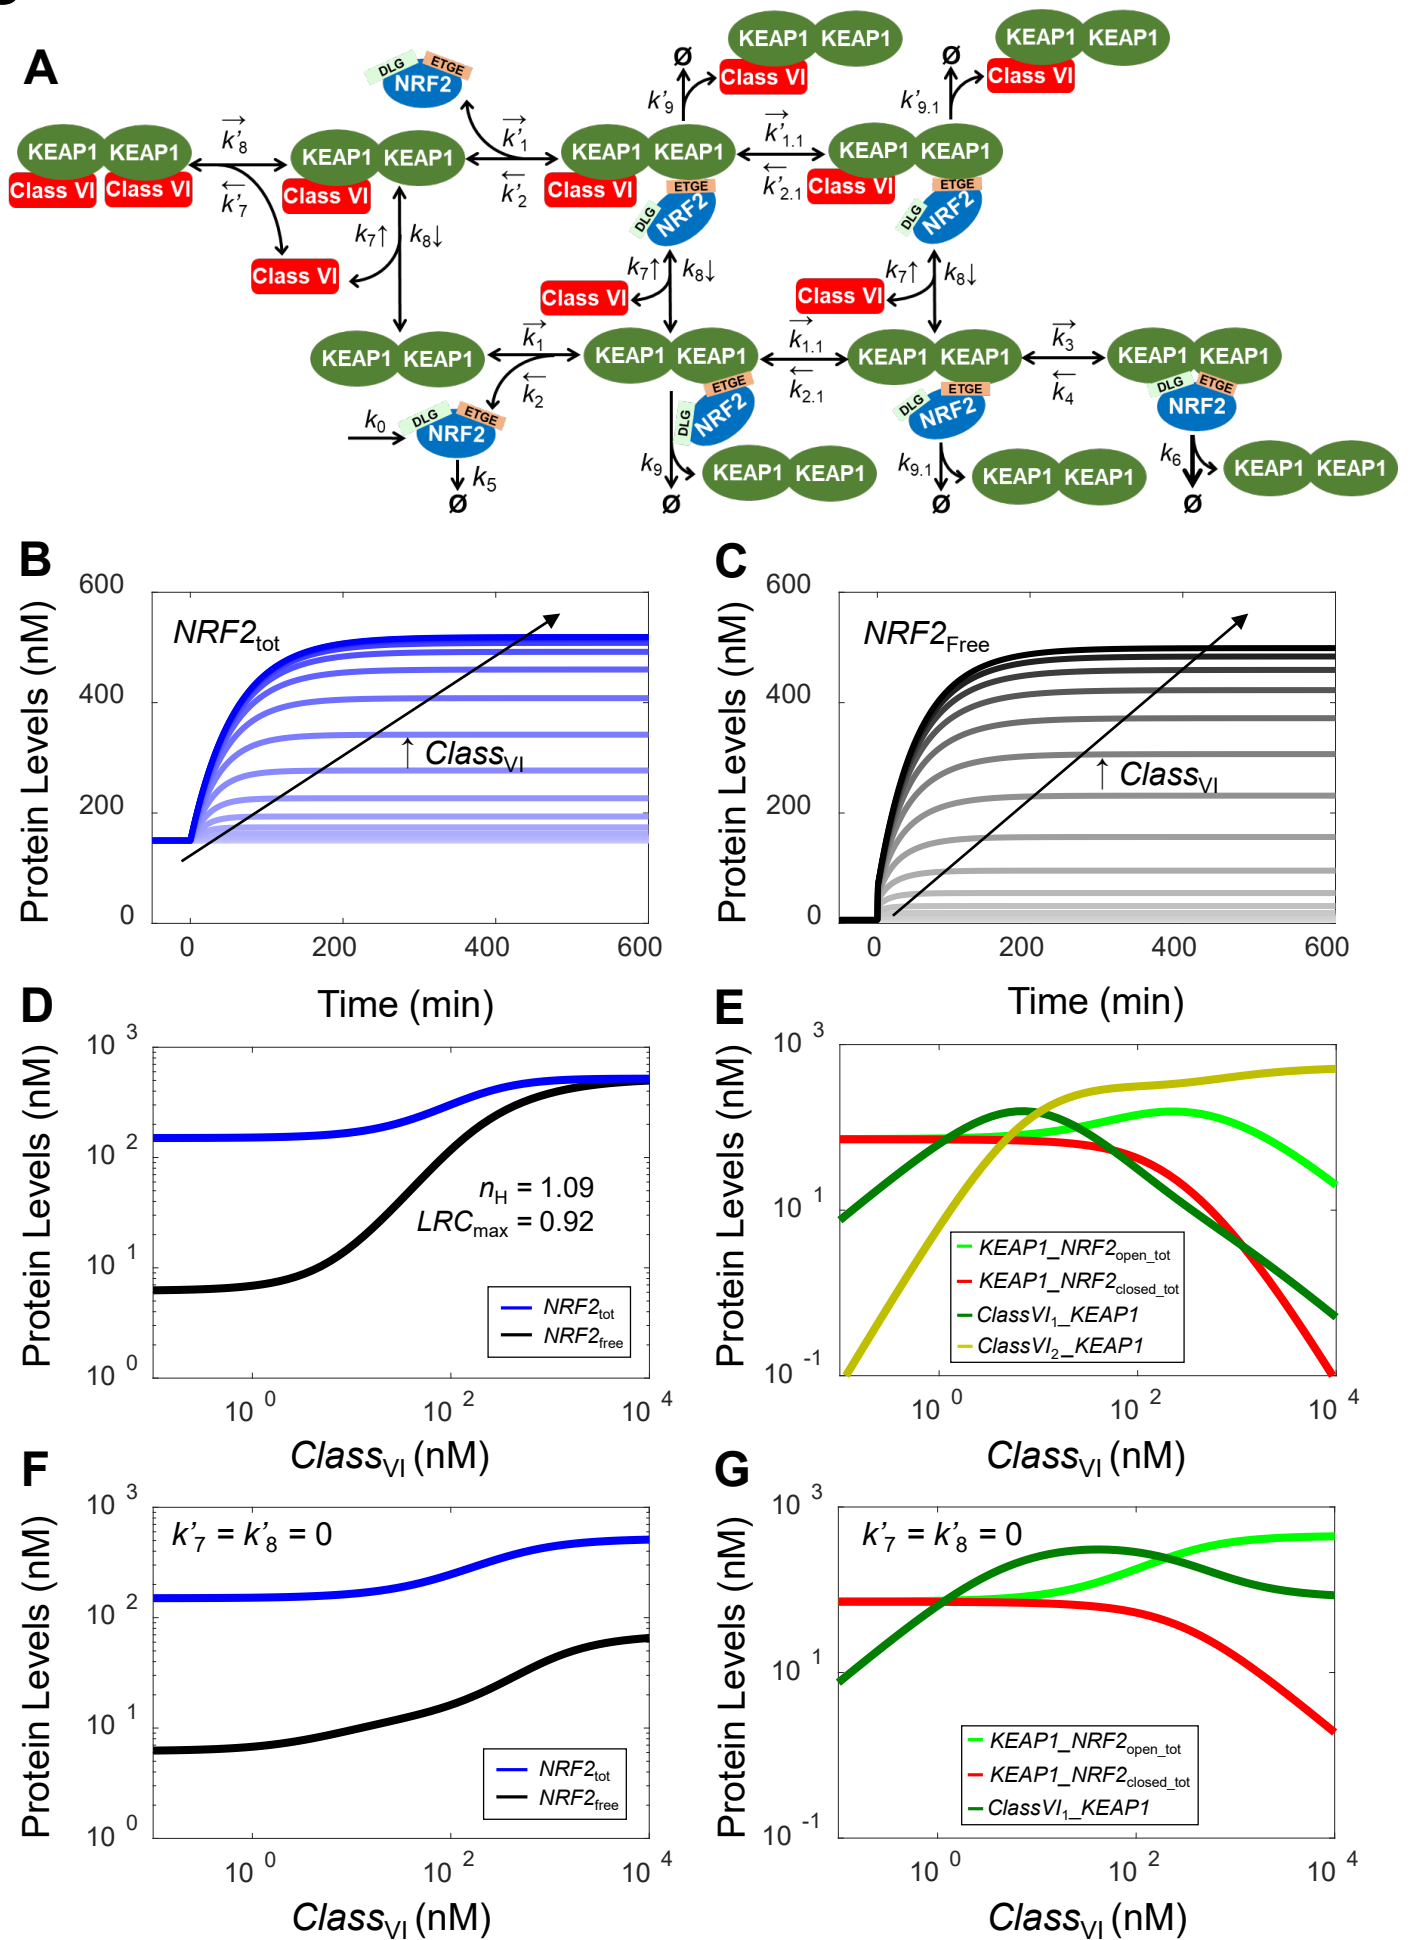 A
KEAP1 KEAP1
Class VI
Ø
k'9
KEAP1 KEAP1
Class VI
Ø
k'9.1
DLG ETGE
NRF2
KEAP1 KEAP1
Class VI Class VI
k'8
k'7
KEAP1 KEAP1
Class VI
k'1
k'2
KEAP1 KEAP1
Class VI
ETGE
DLG
NRF2
k'1.1
k'2.1
KEAP1 KEAP1
Class VI
ETGE
DLG
NRF2
Class VI
k7↑ k8↓
Class VI
k7↑ k8↓
Class VI
k7↑ k8↓
KEAP1 KEAP1
k1
k2
KEAP1 KEAP1
ETGE
DLG
NRF2
k1.1
k2.1
KEAP1 KEAP1
ETGE
DLG
NRF2
k3
k4
KEAP1 KEAP1
DLG ETGE
NRF2
k0
DLG ETGE
NRF2
k5
Ø
k9
KEAP1 KEAP1
Ø
k9.1
KEAP1 KEAP1
Ø
k6
KEAP1 KEAP1
Ø
B
Protein Levels (nM)
600
400
200
0
NRF2tot
↑ ClassVI
0 200 400 600
Time (min)
C
Protein Levels (nM)
600
400
200
0
NRF2Free
↑ ClassVI
0 200 400 600
Time (min)
D
Protein Levels (nM)
10 3
10 2
10 1
10 0
nH = 1.09
LRCmax = 0.92
NRF2tot
NRF2free
10 0 10 2 10 4
ClassVI (nM)
E
Protein Levels (nM)
10 3
10 1
10 -1
KEAP1_NRF2open_tot
KEAP1_NRF2closed_tot
ClassVI1_KEAP1
ClassVI2_KEAP1
10 0 10 2 10 4
ClassVI (nM)
F
Protein Levels (nM)
10 3
10 2
10 1
10 0
k'7 = k'8 = 0
NRF2tot
NRF2free
10 0 10 2 10 4
ClassVI (nM)
G
Protein Levels (nM)
10 3
10 1
10 -1
k'7 = k'8 = 0
KEAP1_NRF2open_tot
KEAP1_NRF2closed_tot
ClassVI1_KEAP1
10 0 10 2 10 4
ClassVI (nM)